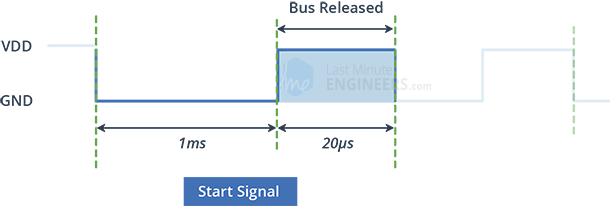 Bus Released
VDD
Last Minute
ENGINEERS.com
GND
1ms
20µs
Start Signal